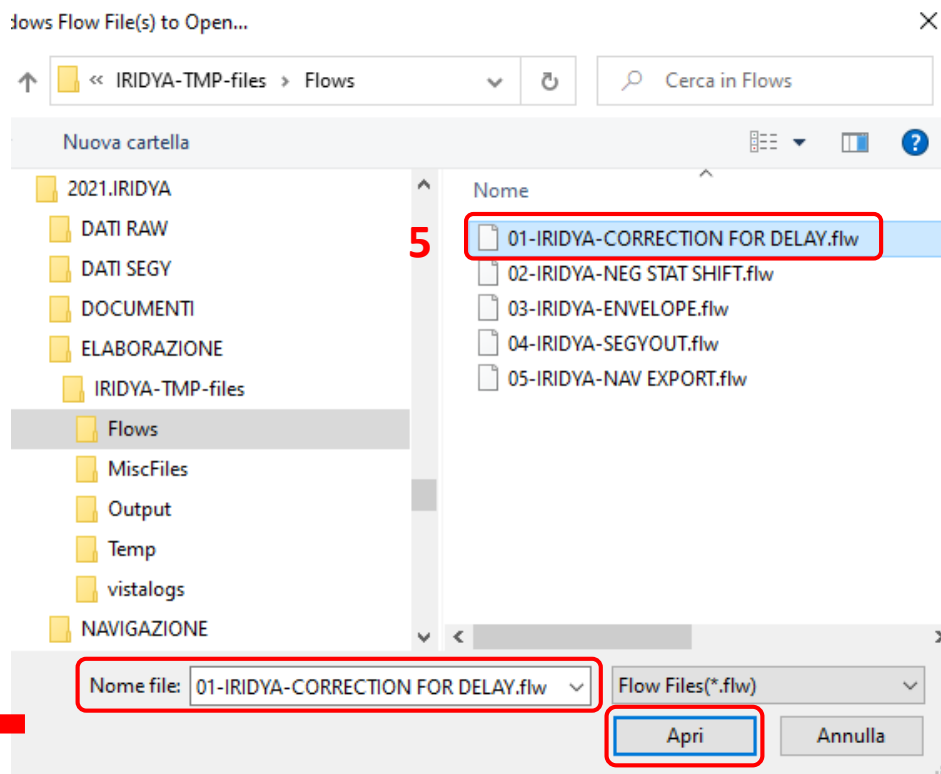 dows Flow File(s) to Open...
« IRIDYA-TMP-files › Flows
Cerca in Flows
Nuova cartella
?
2021.IRIDYA
DATI RAW
DATI SEGY
DOCUMENTI
ELABORAZIONE
IRIDYA-TMP-files
Flows
MiscFiles
Output
Temp
vistalogs
NAVIGAZIONE
Nome
5
01-IRIDYA-CORRECTION FOR DELAY.flw
02-IRIDYA-NEG STAT SHIFT.flw
03-IRIDYA-ENVELOPE.flw
04-IRIDYA-SEGYOUT.flw
05-IRIDYA-NAV EXPORT.flw
Nome file: 01-IRIDYA-CORRECTION FOR DELAY.flw
Flow Files(*.flw)
Apri
Annulla